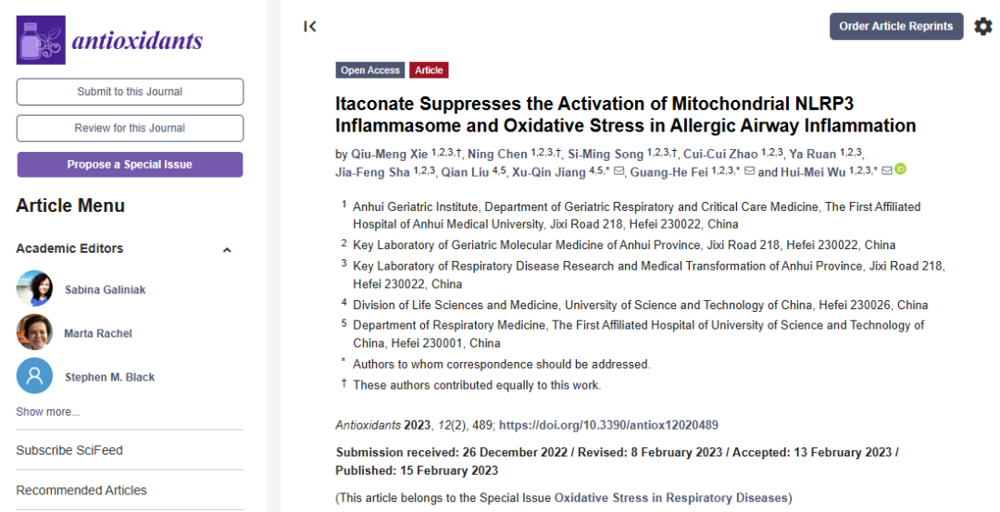 antioxidants
Submit to this Journal
Review for this Journal
Propose a Special Issue
Article Menu
Academic Editors
Sabina Galiniak
Marta Rachel
Stephen M. Black
Show more...
Subscribe SciFeed
Recommended Articles
Order Article Reprints
Open Access Article
Itaconate Suppresses the Activation of Mitochondrial NLRP3
Inflammasome and Oxidative Stress in Allergic Airway Inflammation
by Qiu-Meng Xie 1,2,3,†, Ning Chen 1,2,3,†, Si-Ming Song 1,2,3,†, Cui-Cui Zhao 1,2,3, Ya Ruan 1,2,3,
Jia-Feng Sha 1,2,3, Qian Liu 4,5, Xu-Qin Jiang 4,5,*, Guang-He Fei 1,2,3,* and Hui-Mei Wu 1,2,3,* iD
1 Anhui Geriatric Institute, Department of Geriatric Respiratory and Critical Care Medicine, The First Affiliated
Hospital of Anhui Medical University, Jixi Road 218, Hefei 230022, China
2 Key Laboratory of Geriatric Molecular Medicine of Anhui Province, Jixi Road 218, Hefei 230022, China
3 Key Laboratory of Respiratory Disease Research and Medical Transformation of Anhui Province, Jixi Road 218,
Hefei 230022, China
4 Division of Life Sciences and Medicine, University of Science and Technology of China, Hefei 230026, China
5 Department of Respiratory Medicine, The First Affiliated Hospital of University of Science and Technology of
China, Hefei 230001, China
* Authors to whom correspondence should be addressed.
† These authors contributed equally to this work.
Antioxidants 2023, 12(2), 489; https://doi.org/10.3390/antiox12020489
Submission received: 26 December 2022 / Revised: 8 February 2023 / Accepted: 13 February 2023 /
Published: 15 February 2023
(This article belongs to the Special Issue Oxidative Stress in Respiratory Diseases)